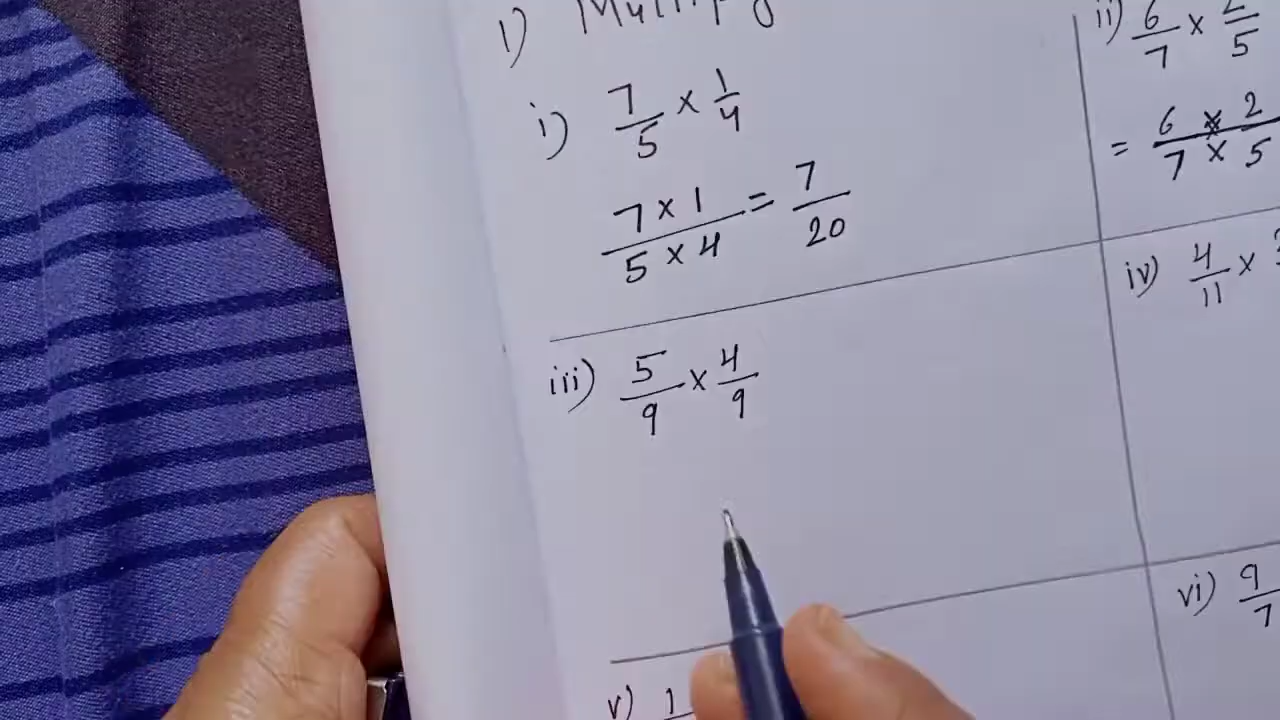 1) Multiply
i) 7/5 × 1/4
7 × 1 / 5 × 4 = 7/20
ii) 6/7 × 2/5
= 6 × 2 / 7 × 5
iii) 5/9 × 4/9
iv) 4/11 ×
v) 1
vi) 9/7